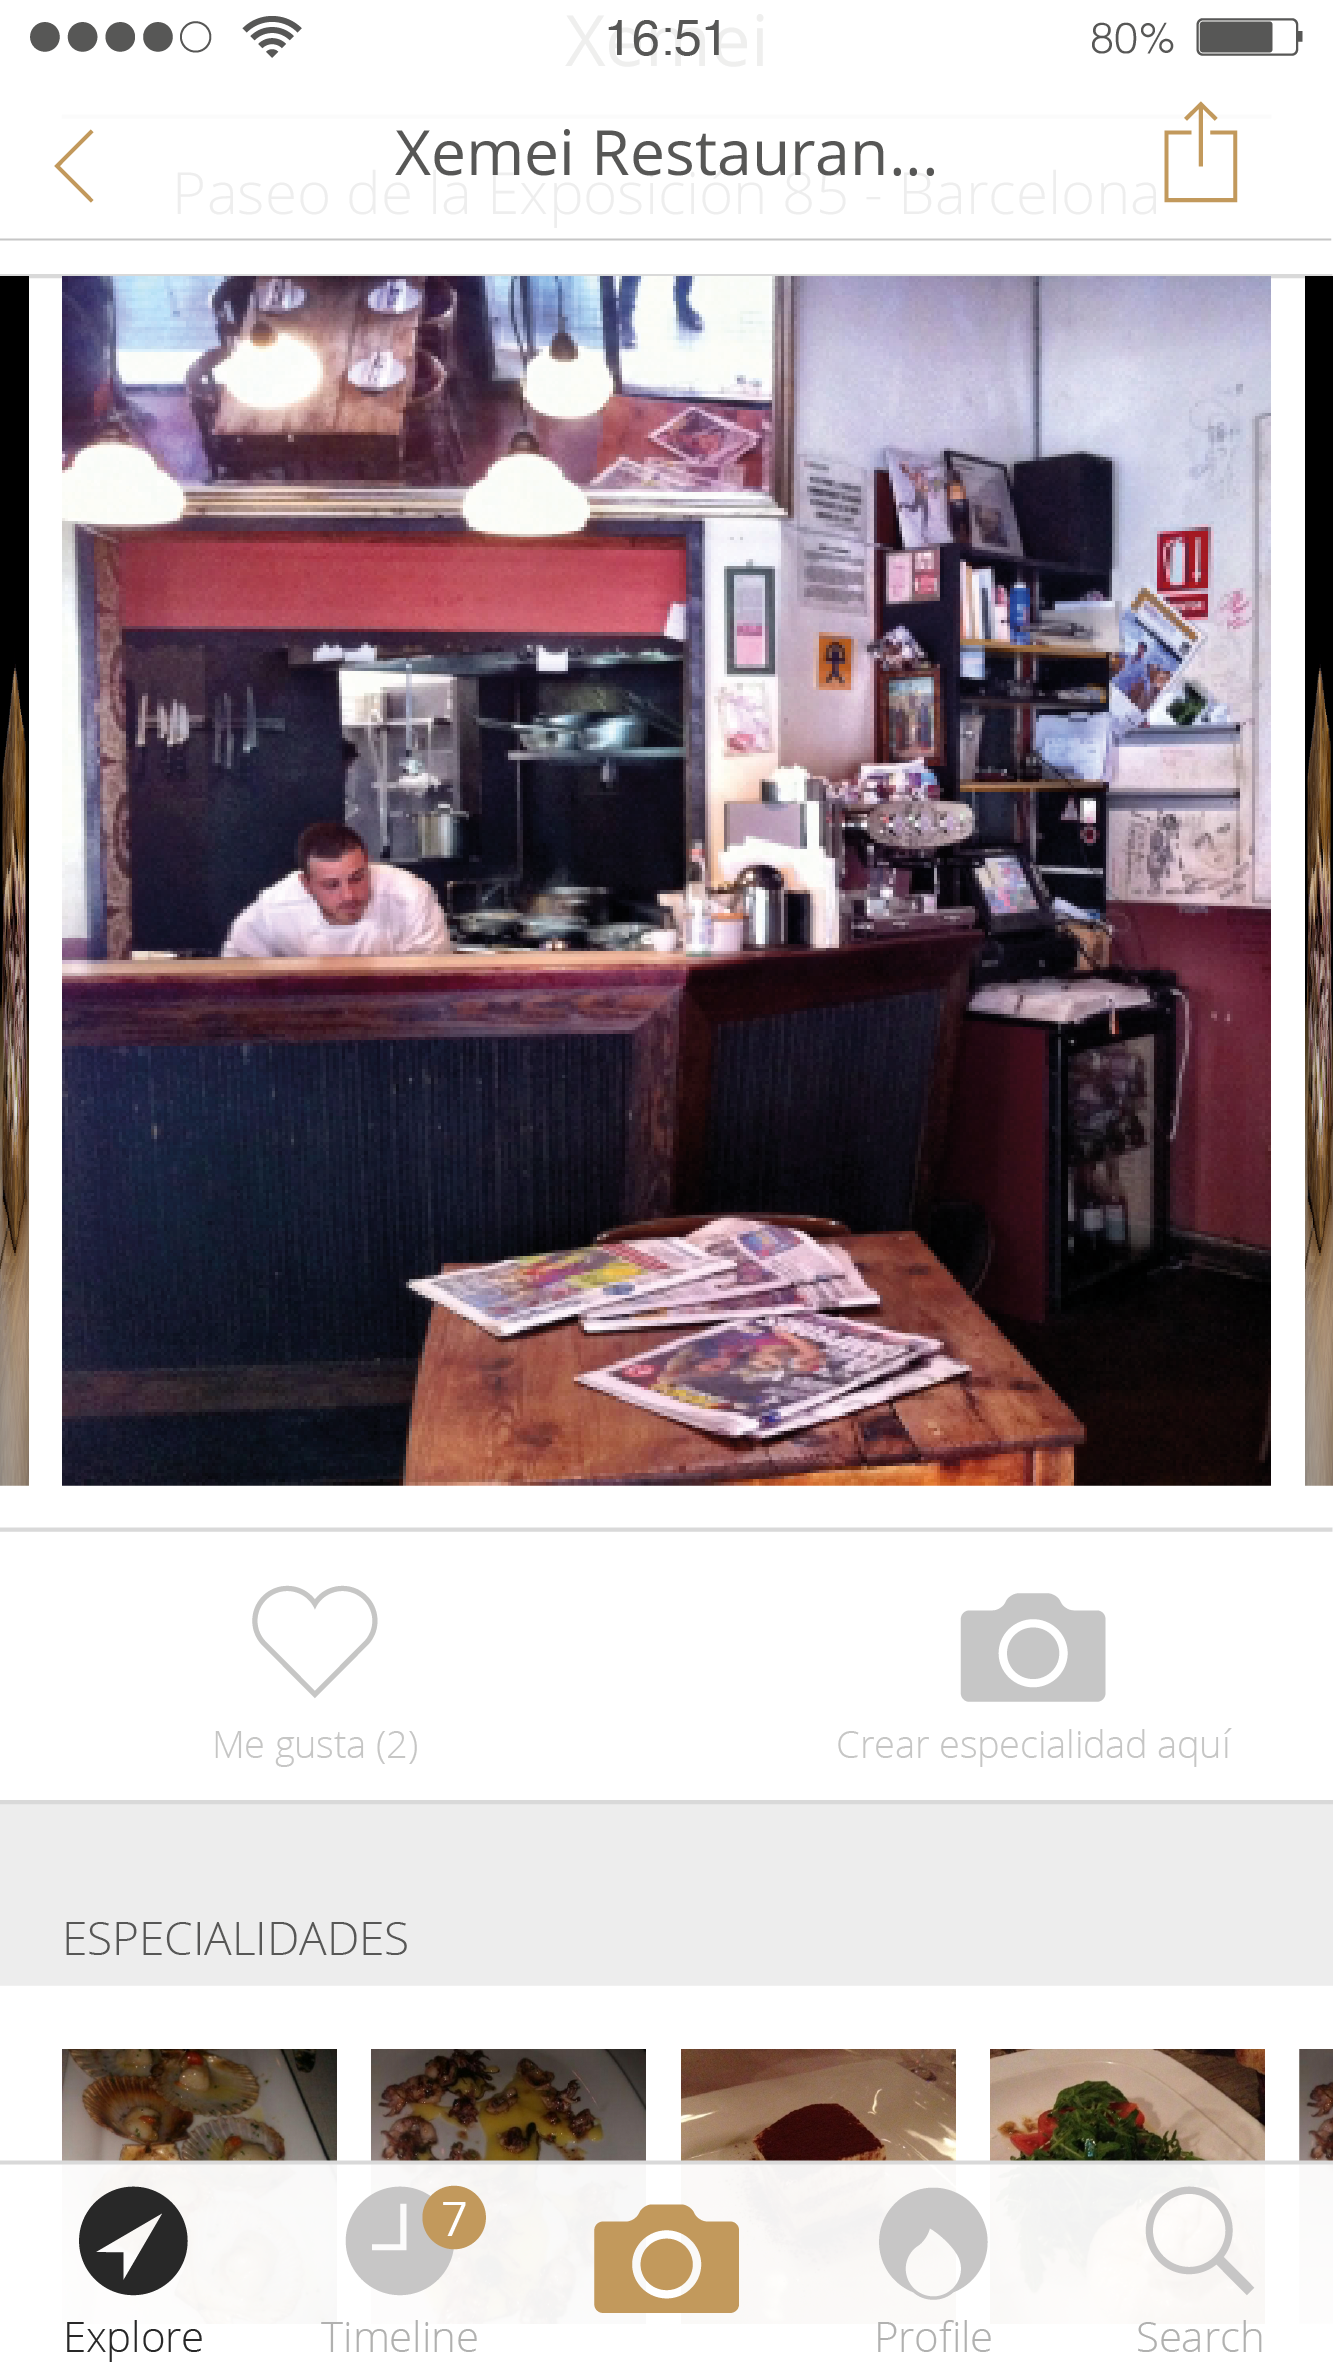 Xemei
16:51
80%
Xemei Restauran...
Paseo de la Exposición 85 - Barcelona
Me gusta (2)
Crear especialidad aquí
ESPECIALIDADES
7
Explore
Timeline
Profile
Search